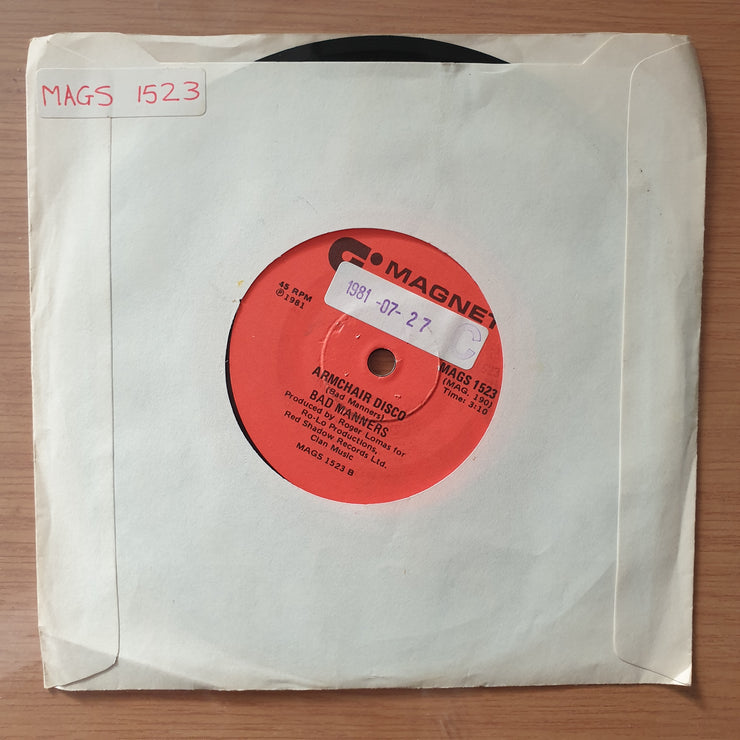 MAGS 1523
MAGNET
45 RPM
℗ 1981
1981 -07- 27
C
MAGS 1523
(MAG. 190)
Time: 3:10
ARMCHAIR DISCO
(Bad Manners)
BAD MANNERS
Produced by Roger Lomas for
Ro-Lo Productions,
Red Shadow Records Ltd.
Clan Music
MAGS 1523 B